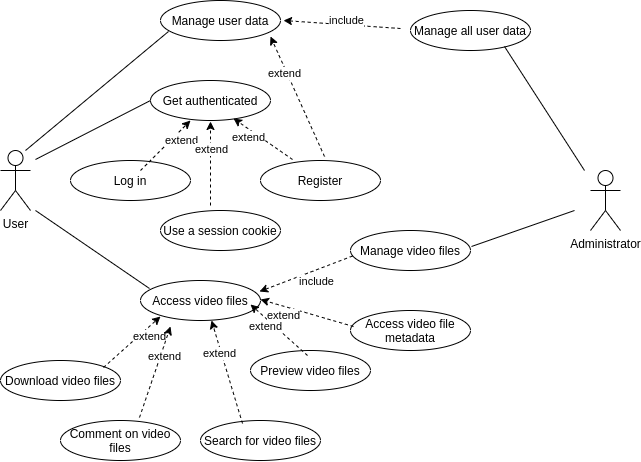 Manage user data
include
Manage all user data
extend
Get authenticated
extend
extend
extend
Log in
Register
User
Use a session cookie
Administrator
Manage video files
include
Access video files
extend
extend
Access video file
metadata
extend
extend
extend
Download video files
Preview video files
Comment on video
files
Search for video files